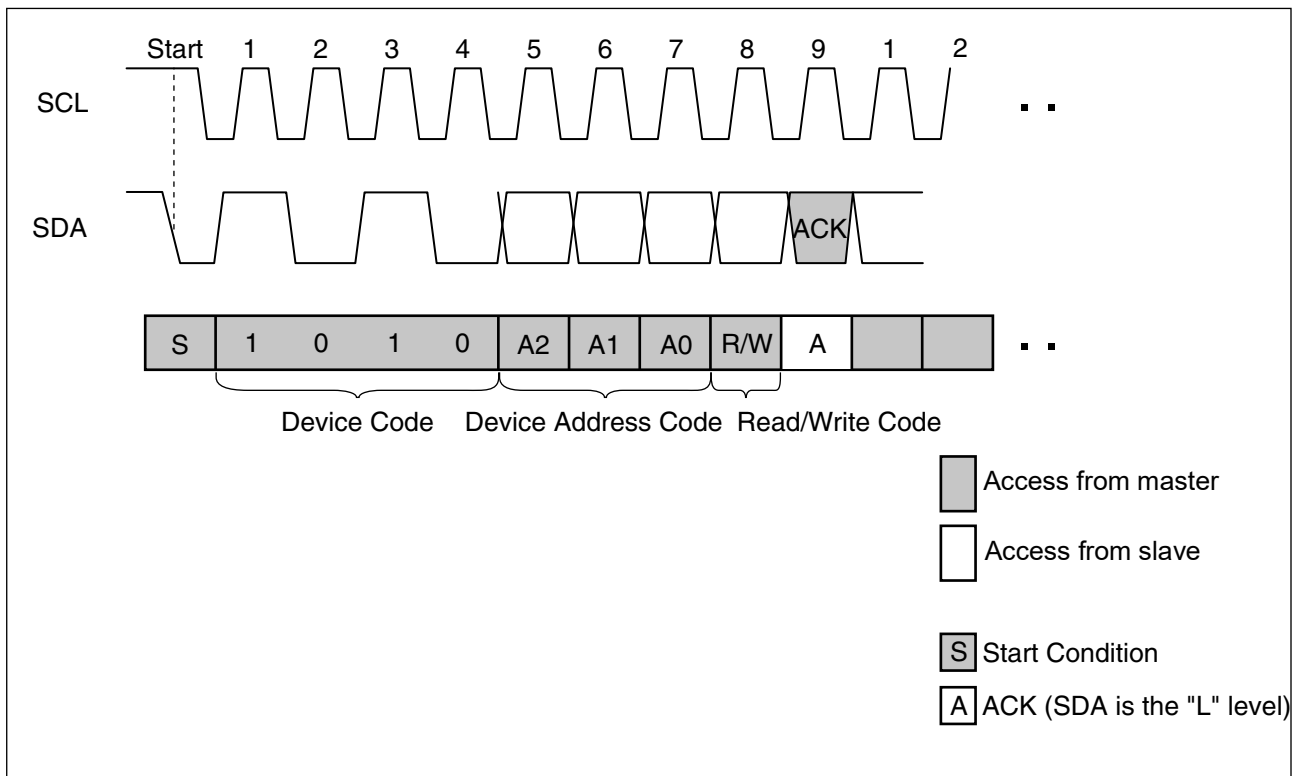 Start 1 2 3 4 5 6 7 8 9 1 2
SCL
. .
SDA
ACK
S 1 0 1 0 A2 A1 A0 R/W A
. .
Device Code Device Address Code Read/Write Code
Access from master
Access from slave
S Start Condition
A ACK (SDA is the "L" level)